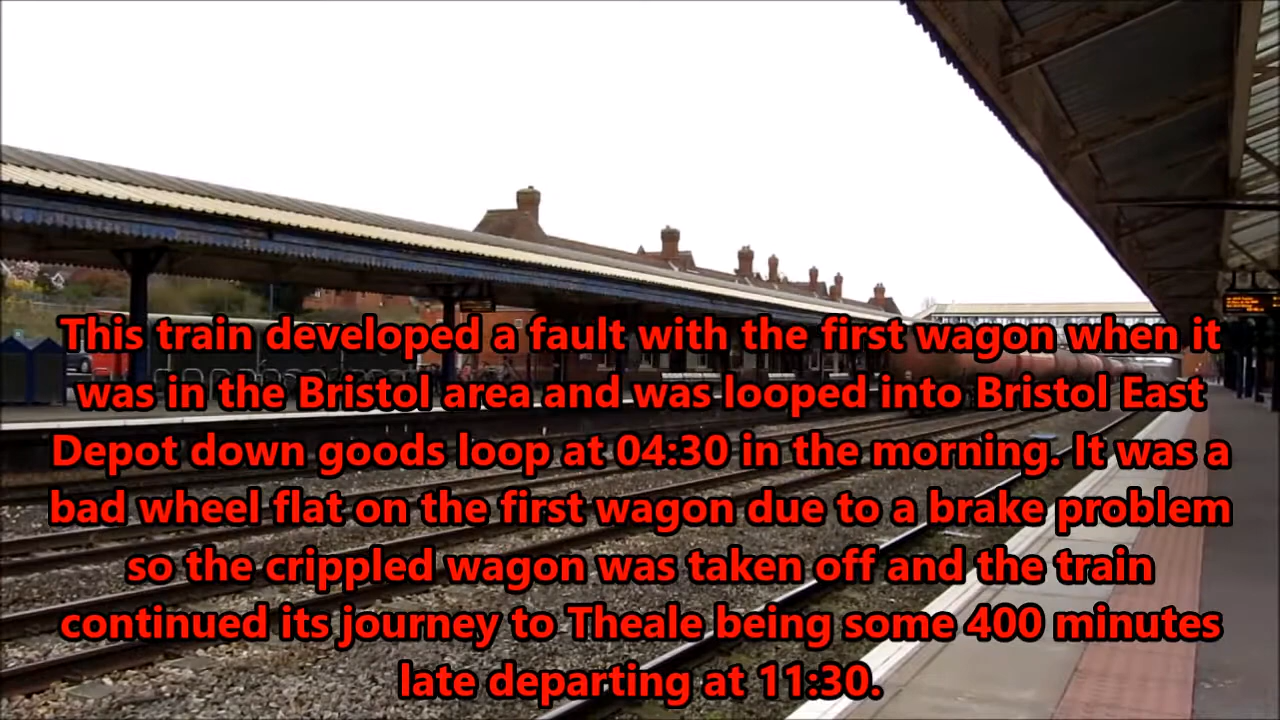 This train developed a fault with the first wagon when it
was in the Bristol area and was looped into Bristol East
Depot down goods loop at 04:30 in the morning. It was a
bad wheel flat on the first wagon due to a brake problem
so the crippled wagon was taken off and the train
continued its journey to Theale being some 400 minutes
late departing at 11:30.